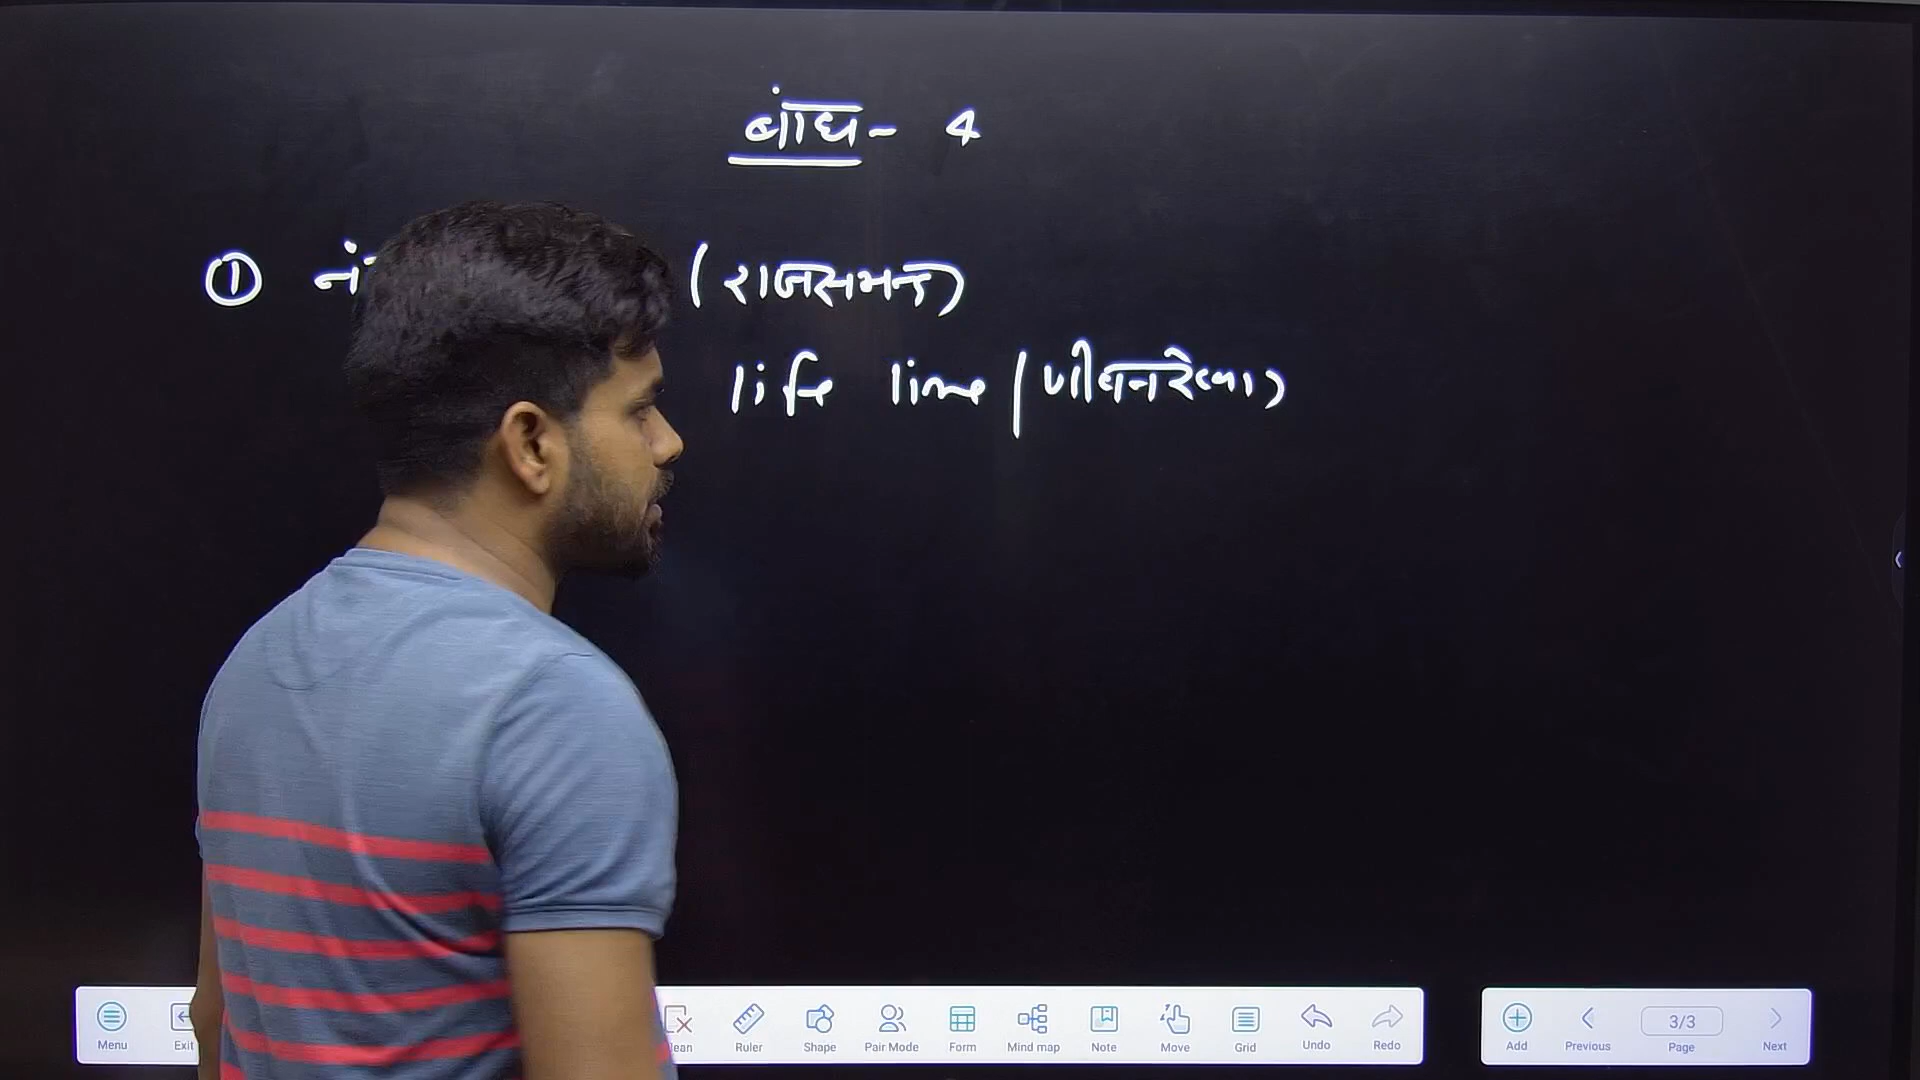 बांध - 4
① नं (राजसमन्द)
life line / जीवनरेखा)
Menu Exit Ruler Shape Pair Mode Form Mind map Note Move Grid Undo Redo Add Previous 3/3 Page Next